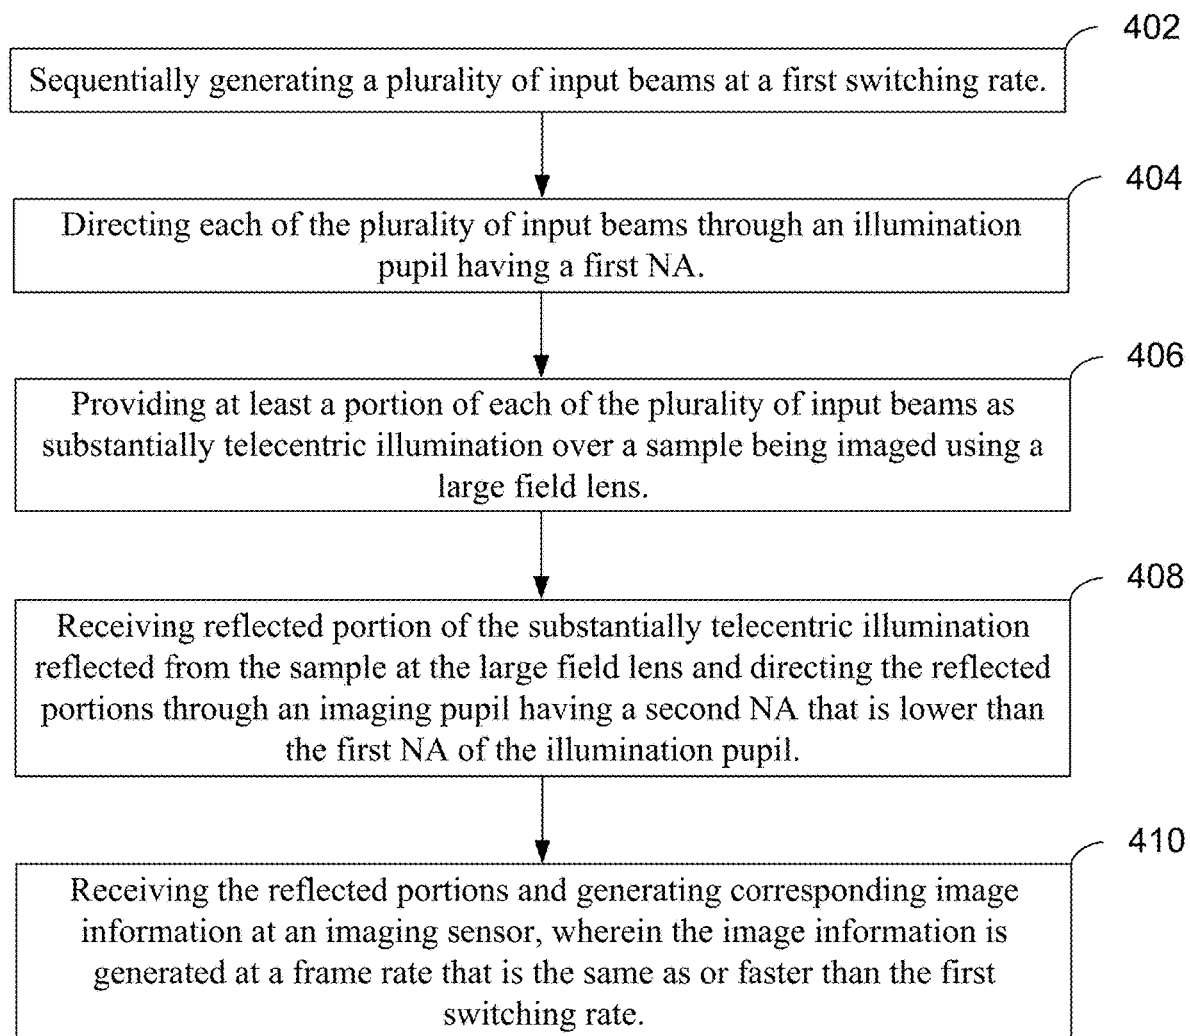 402
Sequentially generating a plurality of input beams at a first switching rate.
404
Directing each of the plurality of input beams through an illumination
pupil having a first NA.
406
Providing at least a portion of each of the plurality of input beams as
substantially telecentric illumination over a sample being imaged using a
large field lens.
408
Receiving reflected portion of the substantially telecentric illumination
reflected from the sample at the large field lens and directing the reflected
portions through an imaging pupil having a second NA that is lower than
the first NA of the illumination pupil.
410
Receiving the reflected portions and generating corresponding image
information at an imaging sensor, wherein the image information is
generated at a frame rate that is the same as or faster than the first
switching rate.